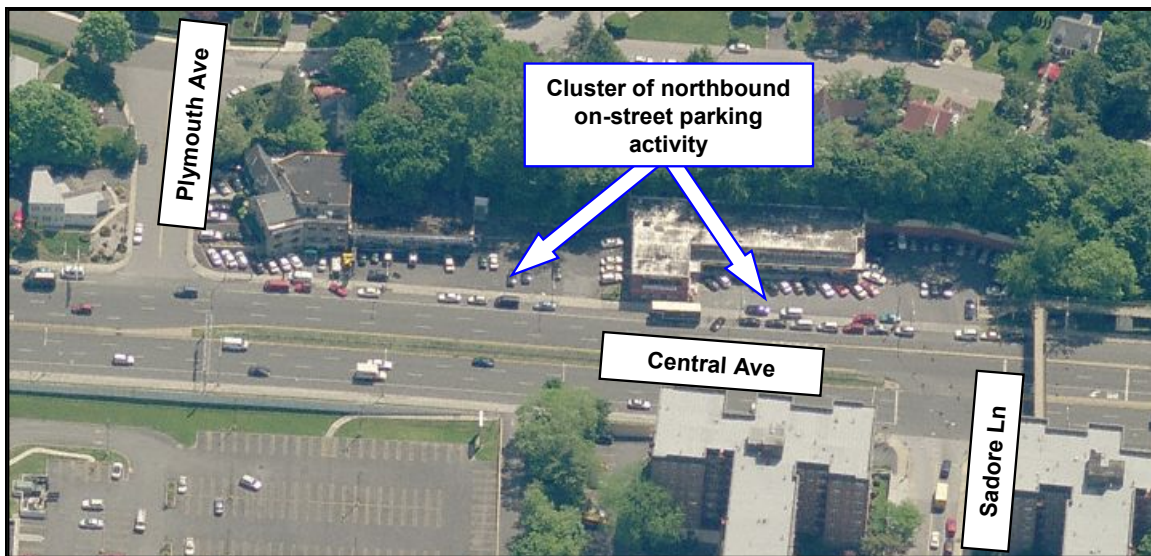 Plymouth Ave
Cluster of northbound
on-street parking
activity
Central Ave
Sadore Ln